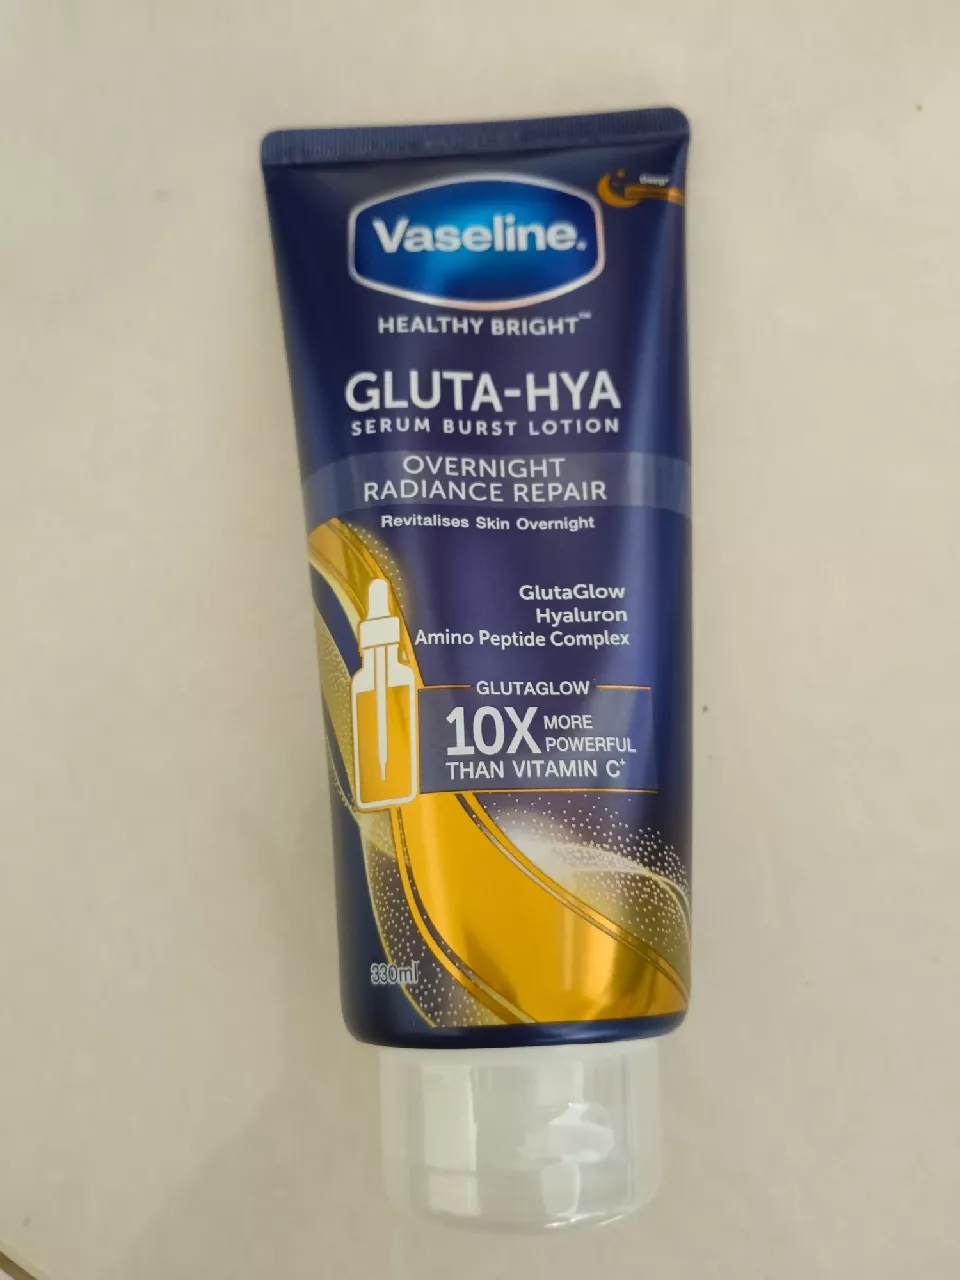 Vaseline®
HEALTHY BRIGHT™
GLUTA-HYA
SERUM BURST LOTION
OVERNIGHT
RADIANCE REPAIR
Revitalises Skin Overnight
GlutaGlow
Hyaluron
Amino Peptide Complex
GLUTAGLOW
10X MORE
POWERFUL
THAN VITAMIN C⁺
330ml